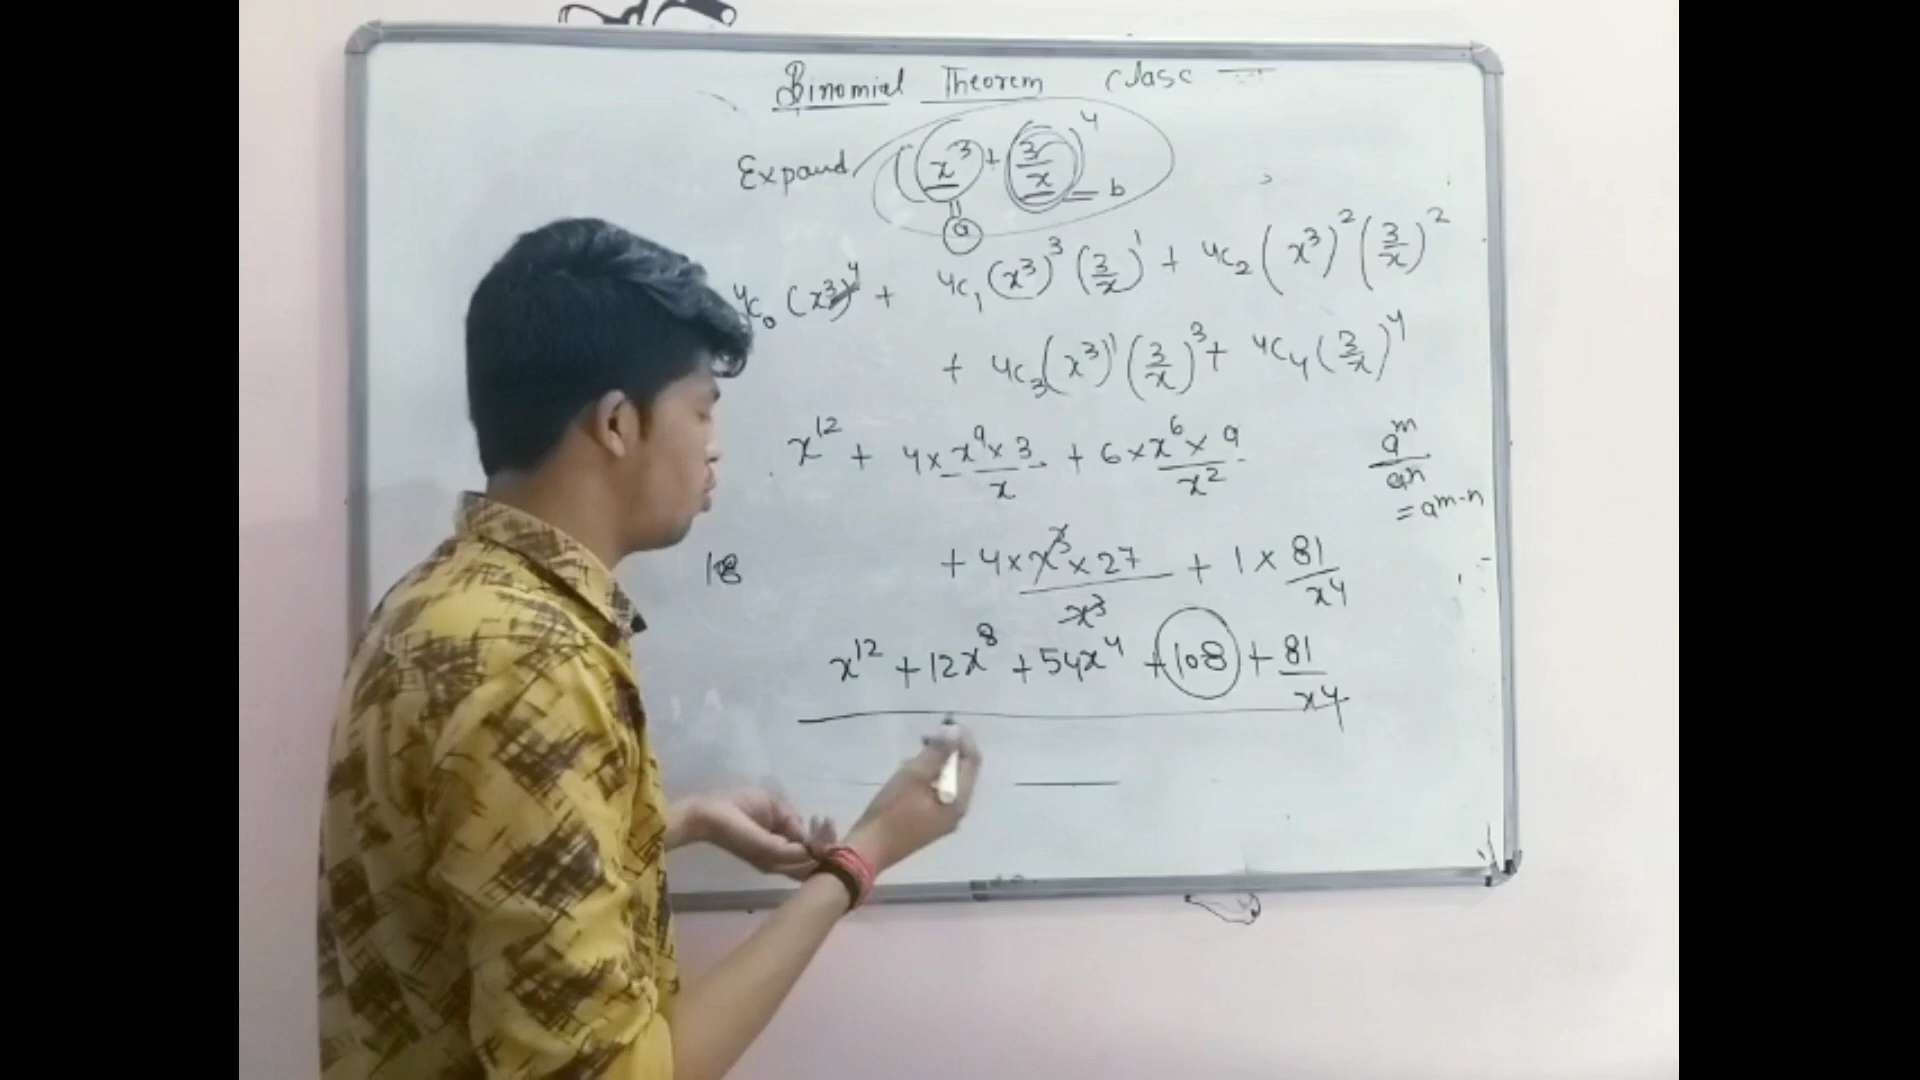 Binomial Theorem Class
Expand (x³ + 3/x)⁴
b
a
4c₀ (x³)⁴ + 4c₁ (x³)³ (3/x)¹ + 4c₂ (x³)² (3/x)²
+ 4c₃ (x³)¹ (3/x)³ + 4c₄ (3/x)⁴
x¹² + 4 × x⁹ × 3 / x + 6 × x⁶ × 9 / x²
aᵐ / aⁿ
= aᵐ⁻ⁿ
108
+ 4 × x³ × 27 / x³ + 1 × 81 / x⁴
x¹² + 12x⁸ + 54x⁴ + 108 + 81 / x⁴